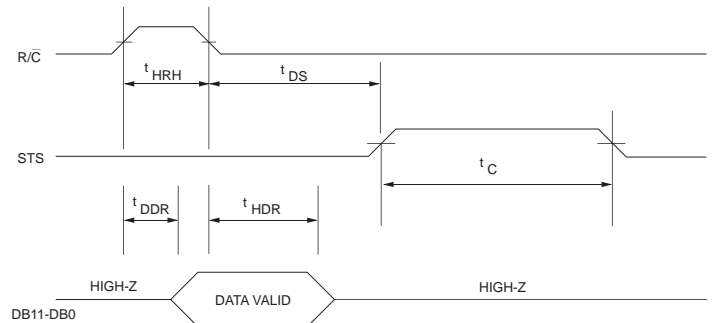 R/C̅
t HRH
t DS
STS
t C
t DDR
t HDR
HIGH-Z
DATA VALID
HIGH-Z
DB11-DB0